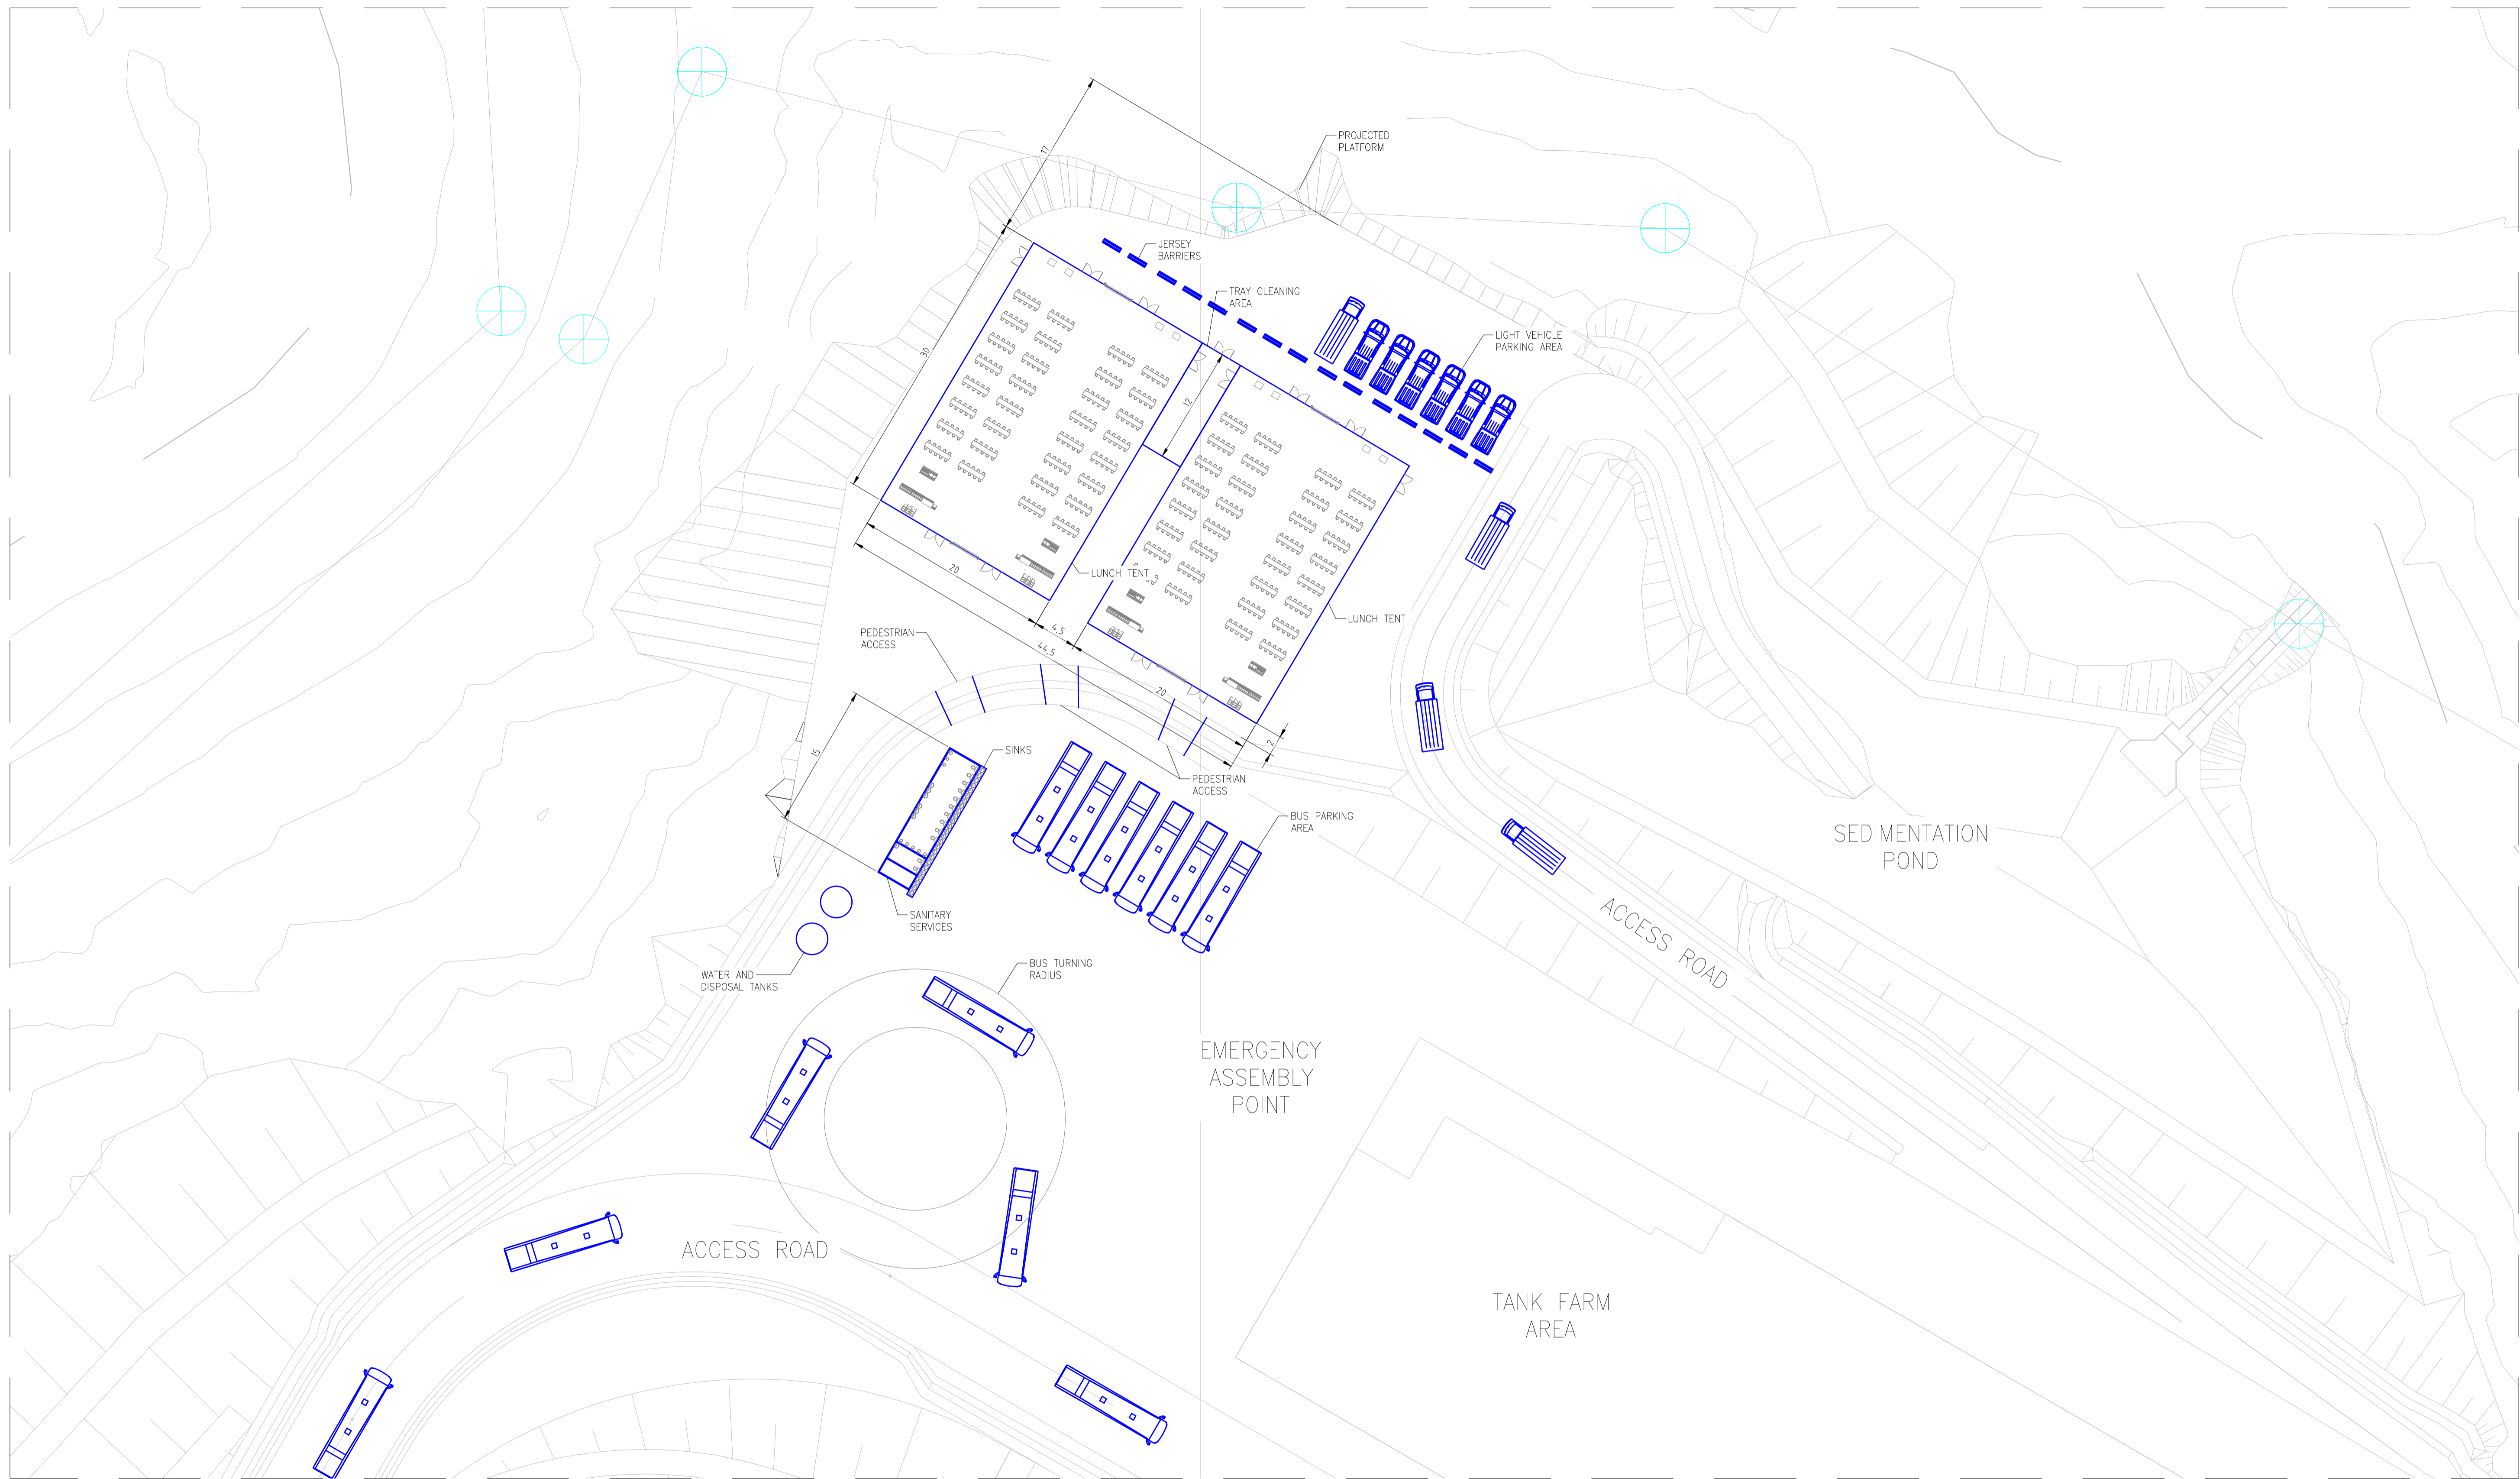 17
PROJECTED
PLATFORM
JERSEY
BARRIERS
TRAY CLEANING
AREA
LIGHT VEHICLE
PARKING AREA
30
12
20
LUNCH TENT
LUNCH TENT
4,5
44,5
20
2
PEDESTRIAN
ACCESS
15
SINKS
PEDESTRIAN
ACCESS
BUS PARKING
AREA
SEDIMENTATION
POND
SANITARY
SERVICES
ACCESS ROAD
WATER AND
DISPOSAL TANKS
BUS TURNING
RADIUS
EMERGENCY
ASSEMBLY
POINT
ACCESS ROAD
TANK FARM
AREA